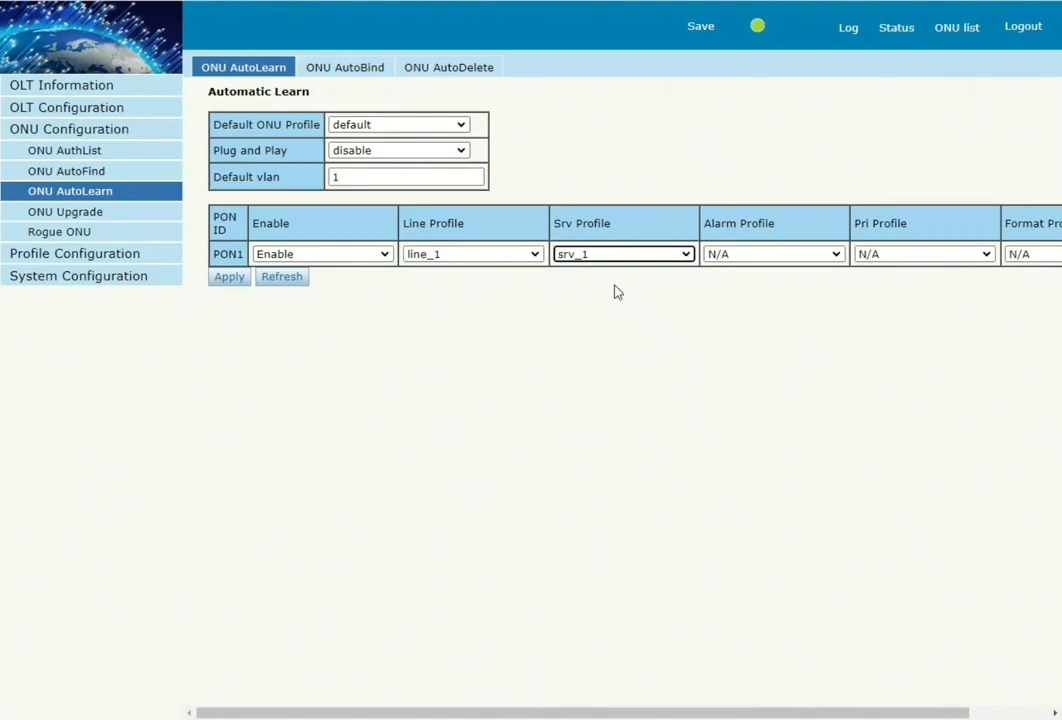 Save
Log
Status
ONU list
Logout
ONU AutoLearn
ONU AutoBind
ONU AutoDelete
OLT Information
OLT Configuration
ONU Configuration
ONU AuthList
ONU AutoFind
ONU AutoLearn
ONU Upgrade
Rogue ONU
Profile Configuration
System Configuration
Automatic Learn
Default ONU Profile default
Plug and Play disable
Default vlan 1
PON ID Enable Line Profile Srv Profile Alarm Profile Pri Profile Format Pro
PON1 Enable line_1 srv_1 N/A N/A N/A
Apply Refresh